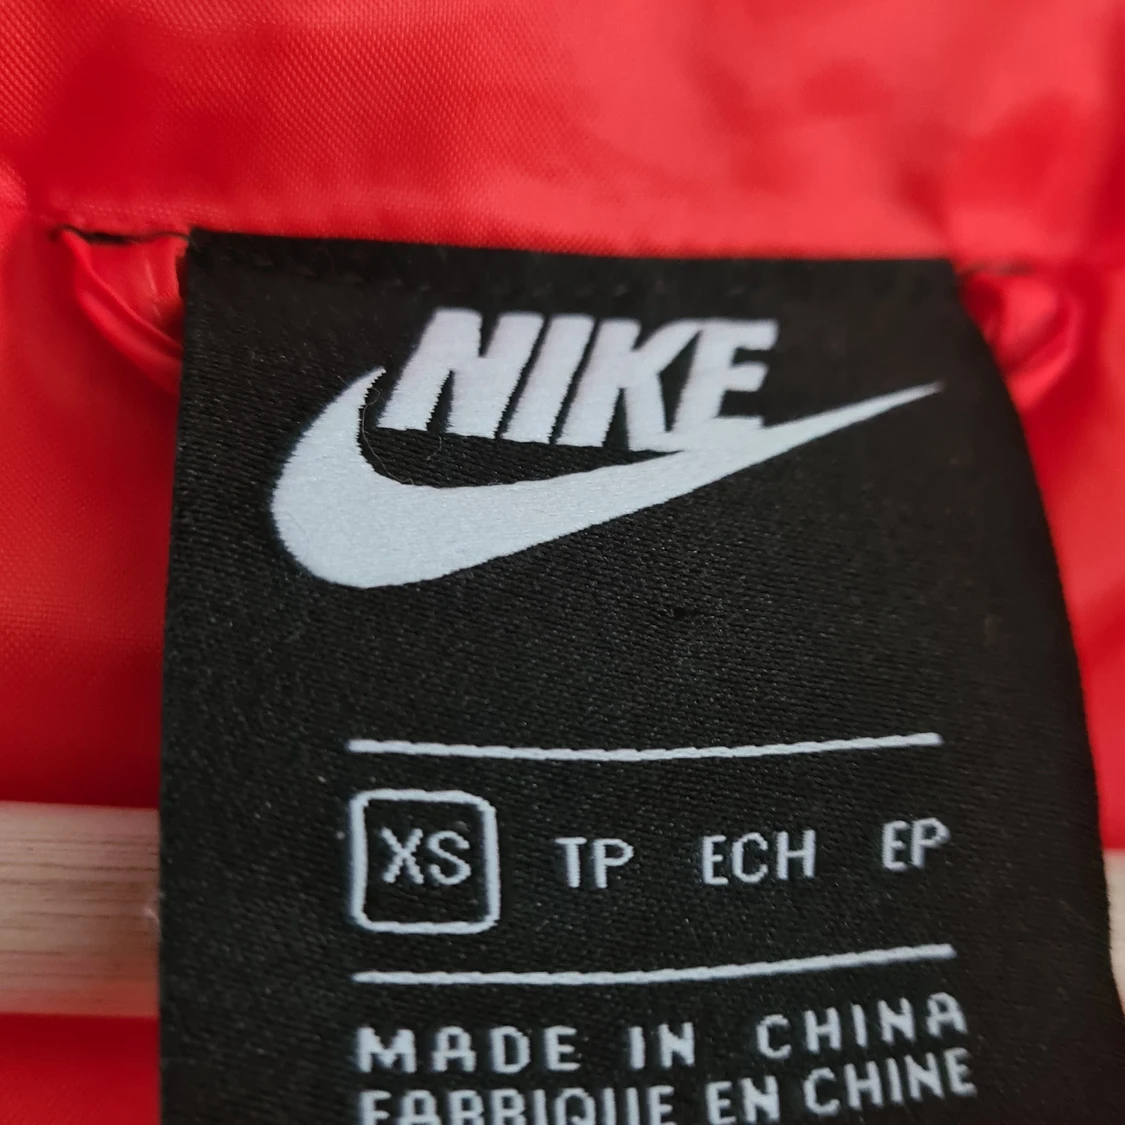 NIKE
XS TP ECH EP
MADE IN CHINA
FABRIQUE EN CHINE